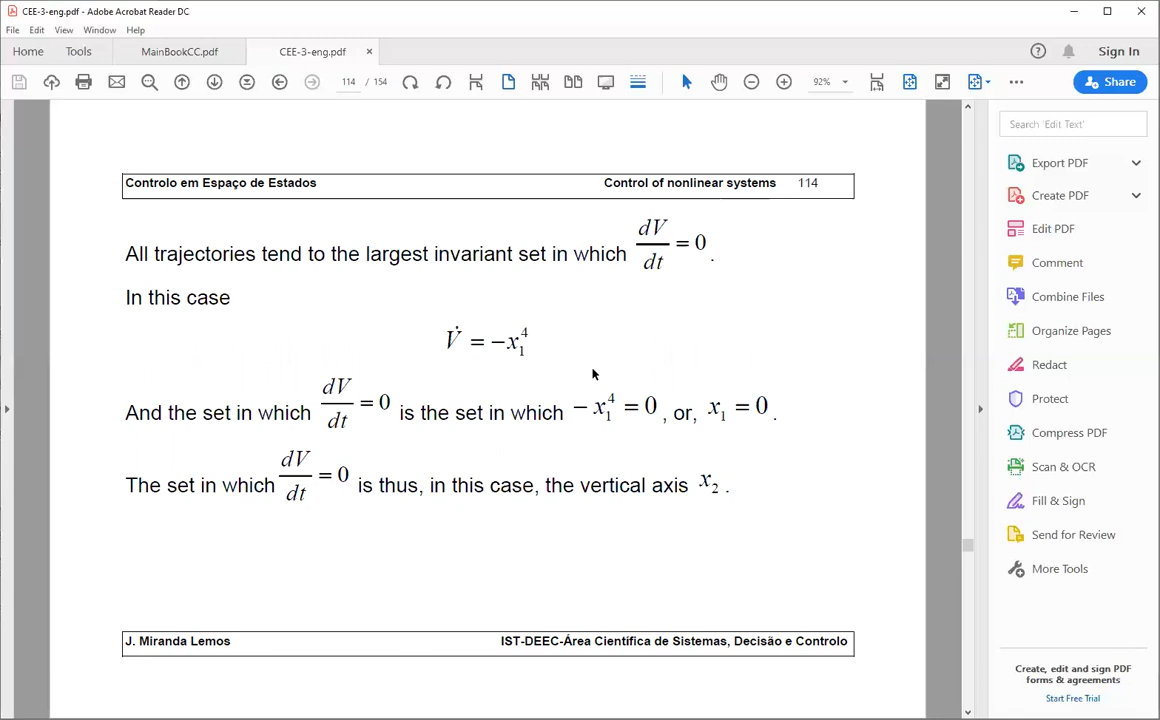 CEE-3-eng.pdf - Adobe Acrobat Reader DC
File Edit View Window Help
Home Tools MainBookCC.pdf CEE-3-eng.pdf × Sign In
114 / 154 92% Share
Search 'Edit Text'
Export PDF
Create PDF
Edit PDF
Comment
Combine Files
Organize Pages
Redact
Protect
Compress PDF
Scan & OCR
Fill & Sign
Send for Review
More Tools
Create, edit and sign PDF
forms & agreements
Start Free Trial
Controlo em Espaço de Estados Control of nonlinear systems 114
All trajectories tend to the largest invariant set in which dV/dt = 0 .
In this case
V̇ = −x₁⁴
And the set in which dV/dt = 0 is the set in which − x₁⁴ = 0 , or, x₁ = 0 .
The set in which dV/dt = 0 is thus, in this case, the vertical axis x₂ .
J. Miranda Lemos IST-DEEC-Área Científica de Sistemas, Decisão e Controlo